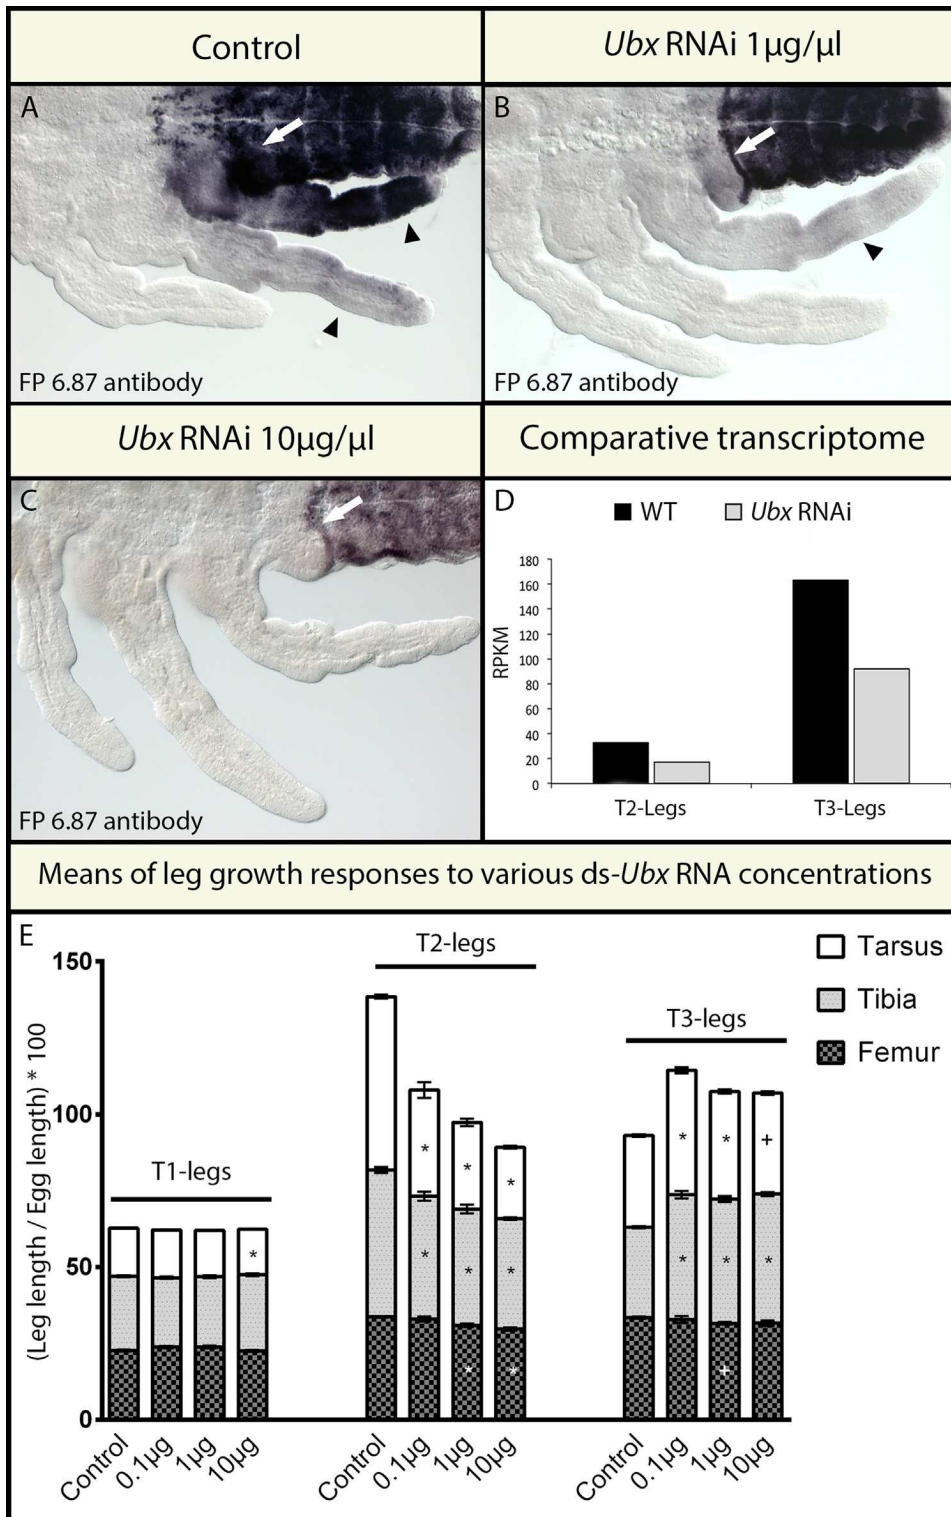 Control
Ubx RNAi 1µg/µl
A
B
FP 6.87 antibody
FP 6.87 antibody
Ubx RNAi 10µg/µl
Comparative transcriptome
C
FP 6.87 antibody
D
WT
Ubx RNAi
RPKM
180
160
140
120
100
80
60
40
20
0
T2-Legs
T3-Legs
Means of leg growth responses to various ds-Ubx RNA concentrations
E
(Leg length / Egg length) * 100
150
100
50
0
T1-legs
T2-legs
T3-legs
Tarsus
Tibia
Femur
*
*
*
*
*
*
*
*
*
*
*
+
*
*
*
+
Control
0.1µg
1µg
10µg
Control
0.1µg
1µg
10µg
Control
0.1µg
1µg
10µg